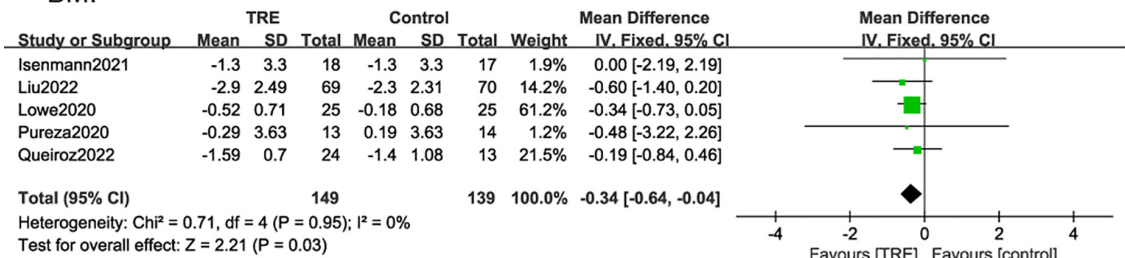 BMI
TRE Control Mean Difference Mean Difference
Study or Subgroup Mean SD Total Mean SD Total Weight IV, Fixed, 95% CI IV, Fixed, 95% CI
Isenmann2021 -1.3 3.3 18 -1.3 3.3 17 1.9% 0.00 [-2.19, 2.19]
Liu2022 -2.9 2.49 69 -2.3 2.31 70 14.2% -0.60 [-1.40, 0.20]
Lowe2020 -0.52 0.71 25 -0.18 0.68 25 61.2% -0.34 [-0.73, 0.05]
Pureza2020 -0.29 3.63 13 0.19 3.63 14 1.2% -0.48 [-3.22, 2.26]
Queiroz2022 -1.59 0.7 24 -1.4 1.08 13 21.5% -0.19 [-0.84, 0.46]
Total (95% CI) 149 139 100.0% -0.34 [-0.64, -0.04]
Heterogeneity: Chi² = 0.71, df = 4 (P = 0.95); I² = 0%
Test for overall effect: Z = 2.21 (P = 0.03)
-4 -2 0 2 4
Favours [TRE] Favours [control]